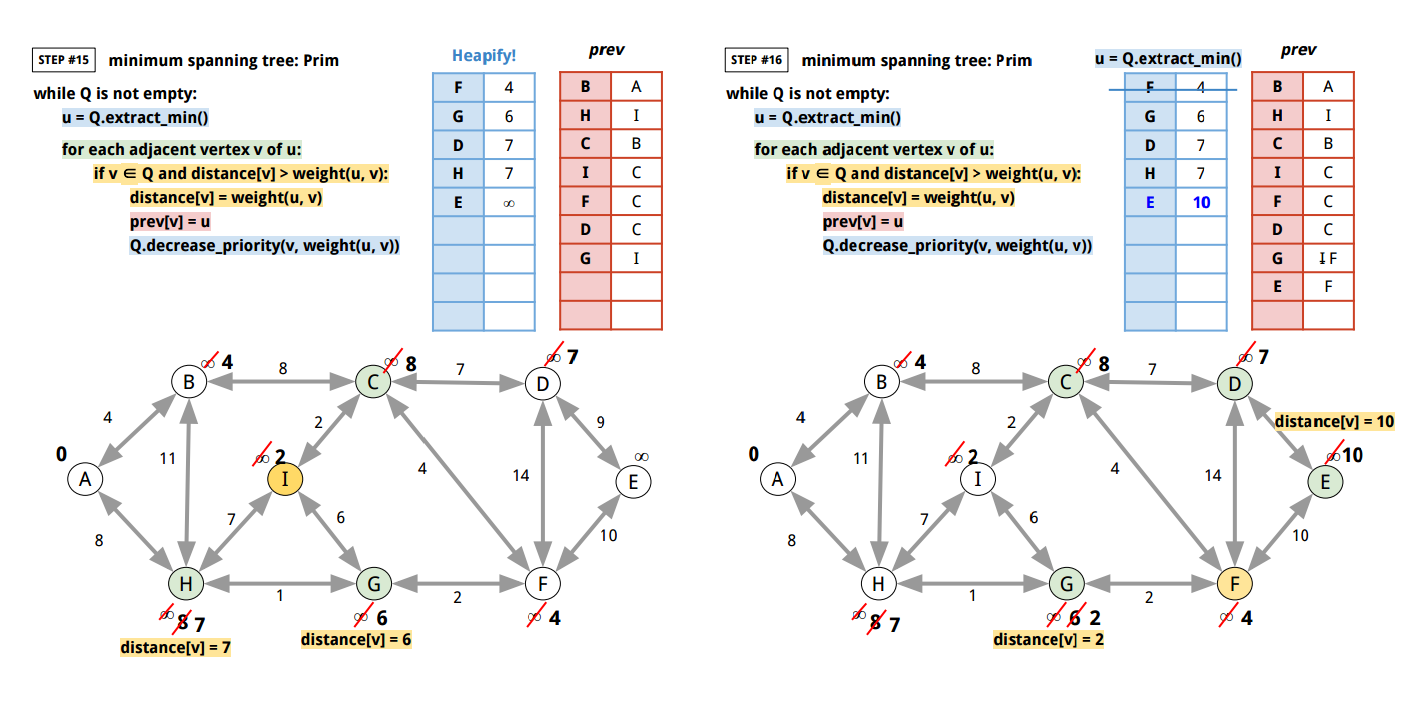 STEP #15 minimum spanning tree: Prim
Heapify!
prev
while Q is not empty:
u = Q.extract_min()
for each adjacent vertex v of u:
if v ∈ Q and distance[v] > weight(u, v):
distance[v] = weight(u, v)
prev[v] = u
Q.decrease_priority(v, weight(u, v))
F 4
G 6
D 7
H 7
E ∞
B A
H I
C B
I C
F C
D C
G I
B ∞ 4
8
C ∞ 8
7
D ∞ 7
4
11
2
9
0
A
∞ 2
I
4
14
∞
E
8
7
6
10
H
1
G
2
F
∞ 8 7
∞ 6
∞ 4
distance[v] = 7
distance[v] = 6
STEP #16 minimum spanning tree: Prim
u = Q.extract_min()
prev
while Q is not empty:
u = Q.extract_min()
for each adjacent vertex v of u:
if v ∈ Q and distance[v] > weight(u, v):
distance[v] = weight(u, v)
prev[v] = u
Q.decrease_priority(v, weight(u, v))
F 4
G 6
D 7
H 7
E 10
B A
H I
C B
I C
F C
D C
G I F
E F
B ∞ 4
8
C ∞ 8
7
D ∞ 7
4
11
2
distance[v] = 10
0
A
∞ 2
I
4
14
∞ 10
E
8
7
6
10
H
1
G
2
F
∞ 8 7
∞ 6 2
∞ 4
distance[v] = 2